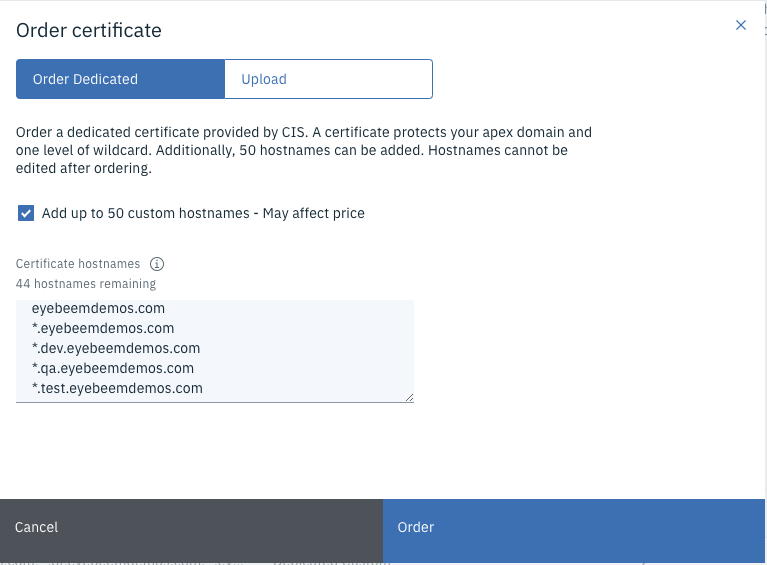 Order certificate
Order Dedicated
Upload
Order a dedicated certificate provided by CIS. A certificate protects your apex domain and
one level of wildcard. Additionally, 50 hostnames can be added. Hostnames cannot be
edited after ordering.
Add up to 50 custom hostnames - May affect price
Certificate hostnames
44 hostnames remaining
eyebeemdemos.com
*.eyebeemdemos.com
*.dev.eyebeemdemos.com
*.qa.eyebeemdemos.com
*.test.eyebeemdemos.com
Cancel
Order